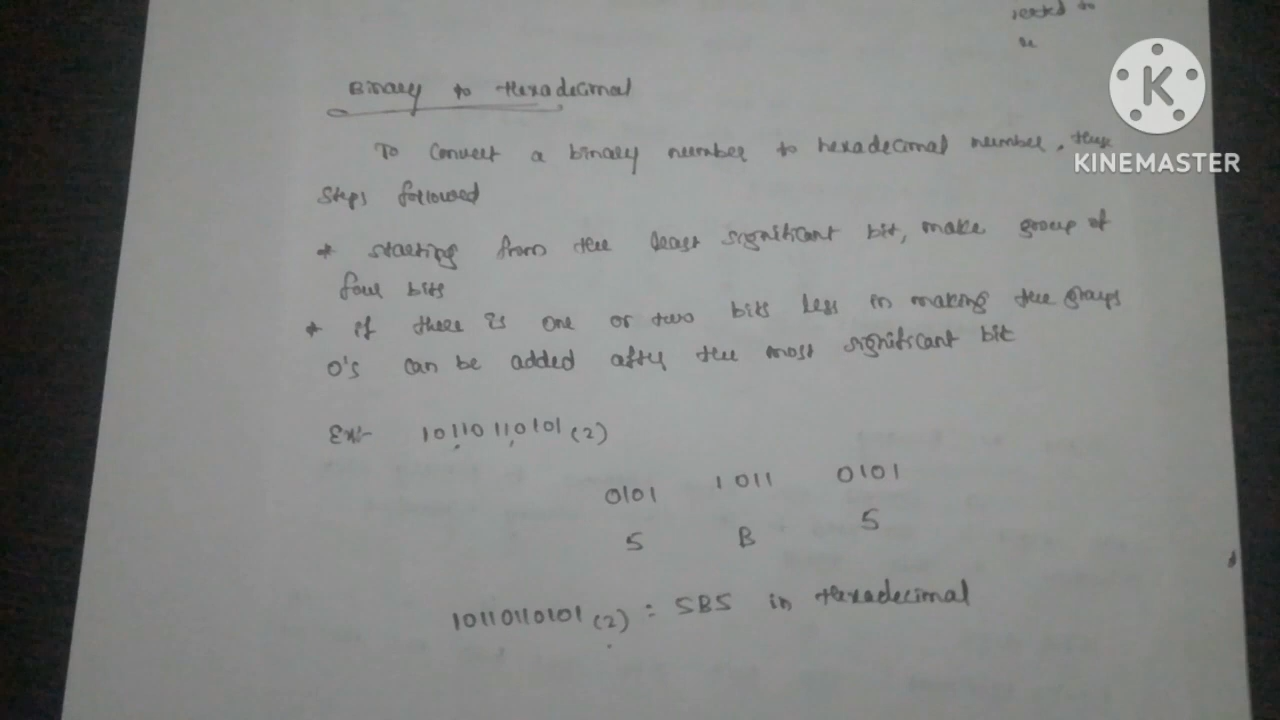 Binary to Hexadecimal
To convert a binary number to hexadecimal number, these
steps followed
* starting from the least significant bit, make group of
four bits
* if there is one or two bits less in making the groups
0's can be added after the most significant bit
Ex:- 10110110101 (2)
0101 1011 0101
5 B 5
10110110101 (2) = 5B5 in Hexadecimal
K
KINEMASTER